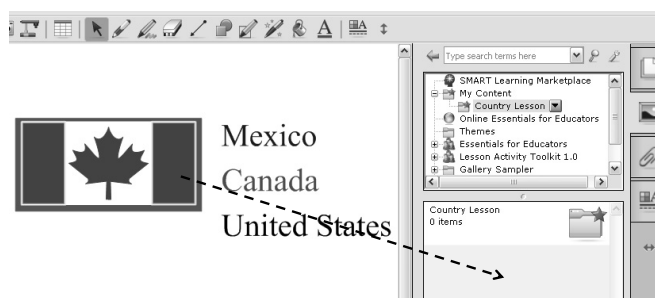 Type search terms here
SMART Learning Marketplace
My Content
Country Lesson
Online Essentials for Educators
Themes
Essentials for Educators
Lesson Activity Toolkit 1.0
Gallery Sampler
Mexico
Canada
United States
Country Lesson
0 items